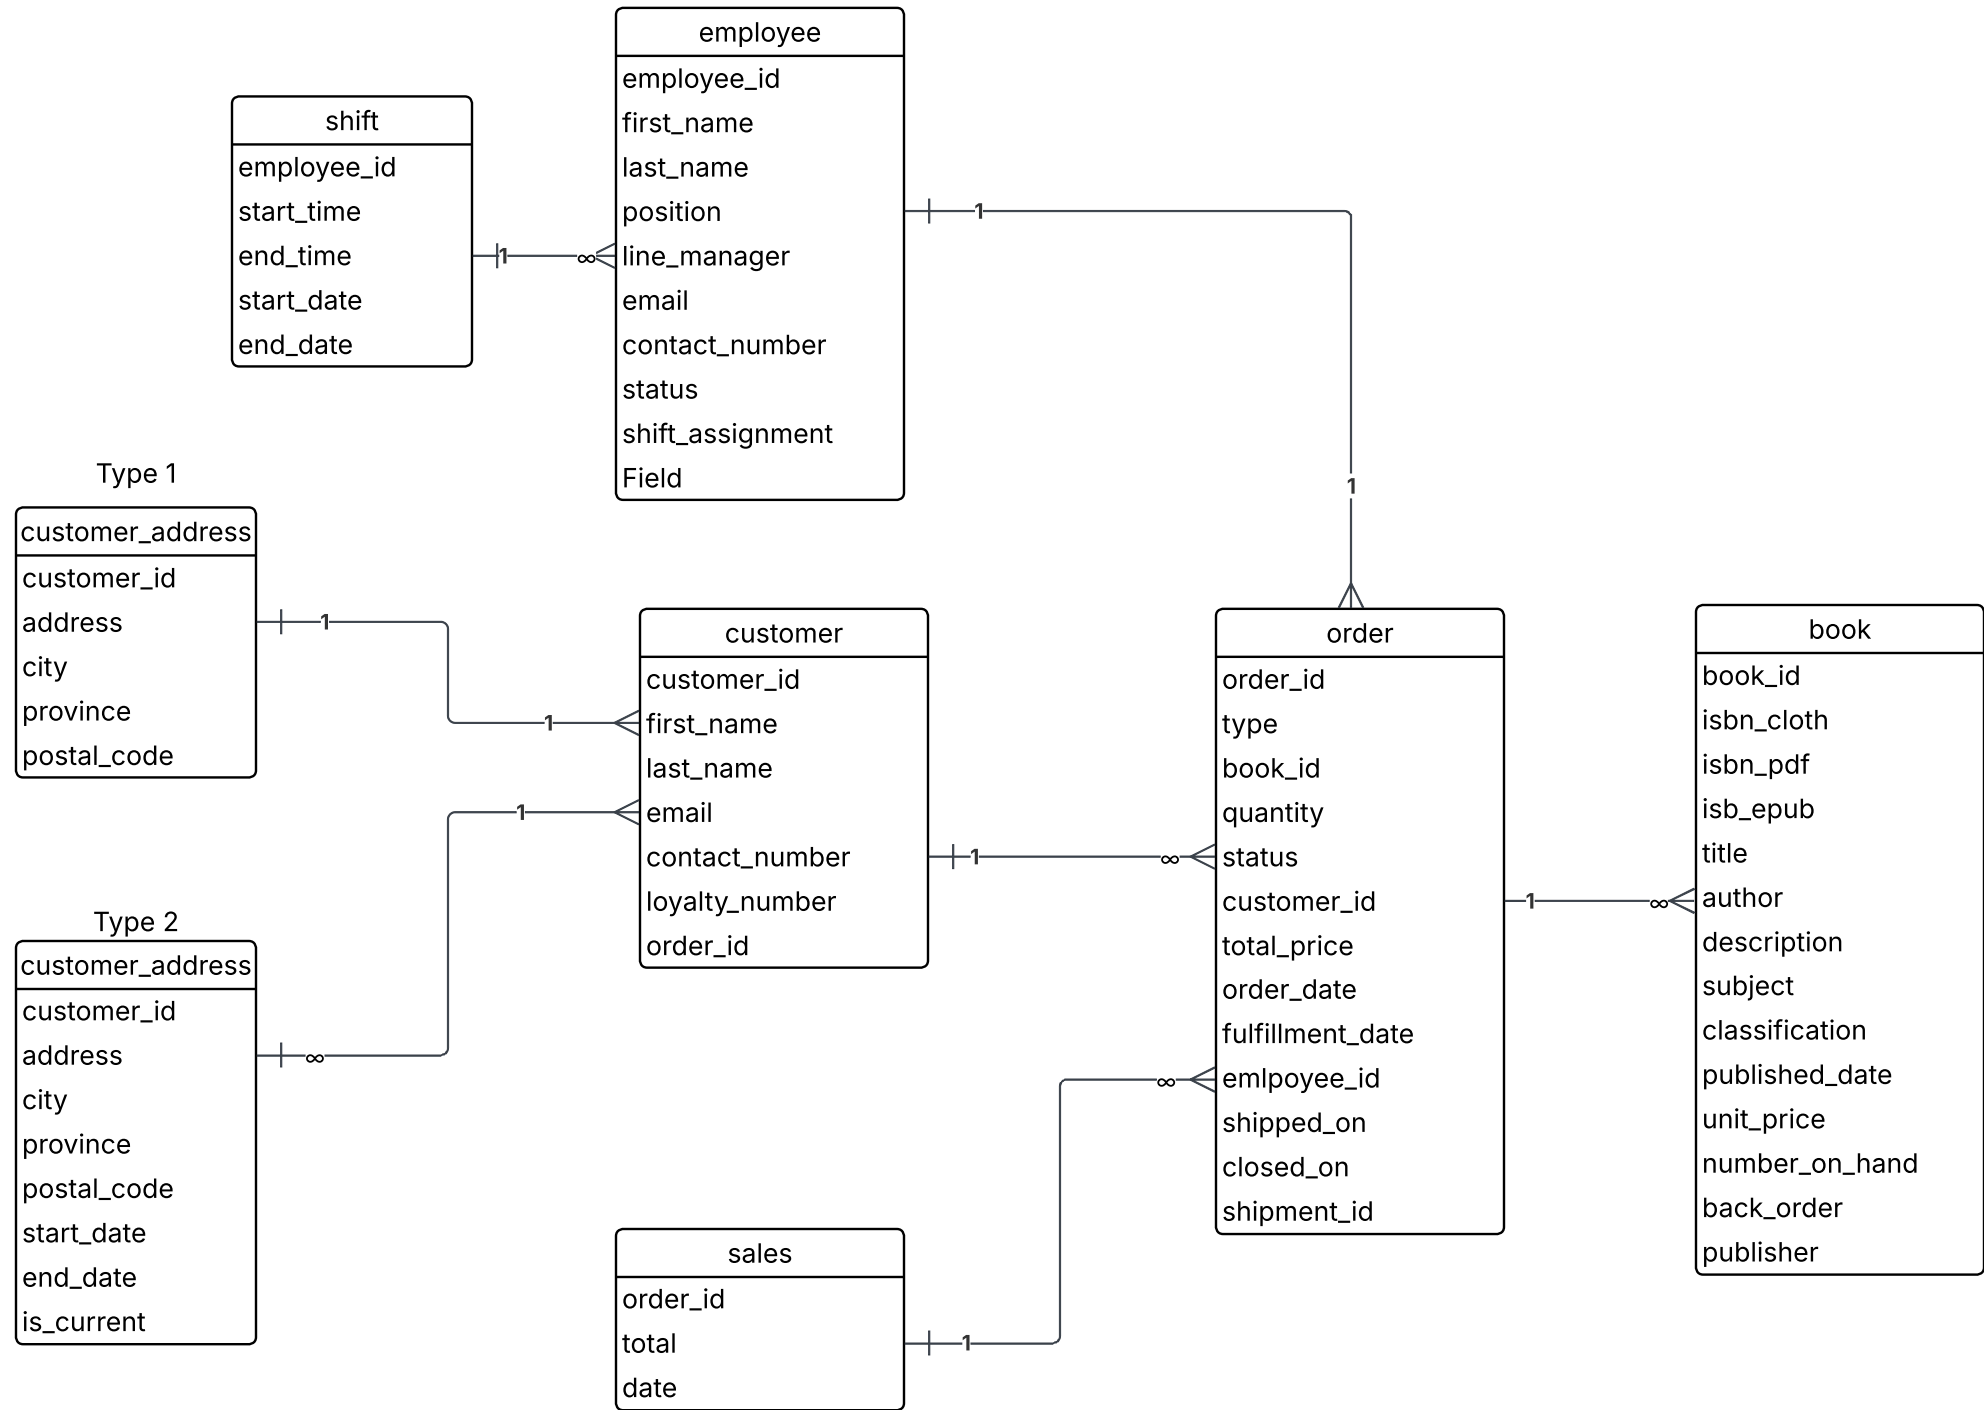 employee
employee_id
first_name
last_name
position
line_manager
email
contact_number
status
shift_assignment
Field
shift
employee_id
start_time
end_time
start_date
end_date
1
∞
1
1
Type 1
customer_address
customer_id
address
city
province
postal_code
1
1
Type 2
customer_address
customer_id
address
city
province
postal_code
start_date
end_date
is_current
∞
1
customer
customer_id
first_name
last_name
email
contact_number
loyalty_number
order_id
1
∞
order
order_id
type
book_id
quantity
status
customer_id
total_price
order_date
fulfillment_date
emlpoyee_id
shipped_on
closed_on
shipment_id
1
∞
book
book_id
isbn_cloth
isbn_pdf
isb_epub
title
author
description
subject
classification
published_date
unit_price
number_on_hand
back_order
publisher
sales
order_id
total
date
1
∞